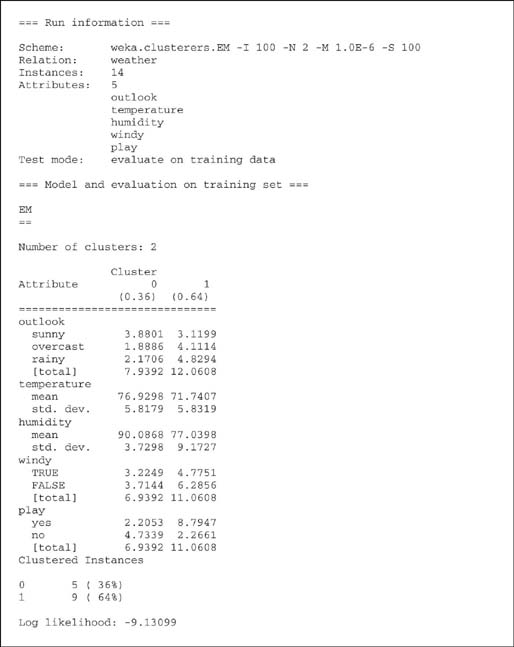 === Run information ===
Scheme: weka.clusterers.EM -I 100 -N 2 -M 1.0E-6 -S 100
Relation: weather
Instances: 14
Attributes: 5
outlook
temperature
humidity
windy
play
Test mode: evaluate on training data
=== Model and evaluation on training set ===
EM
==
Number of clusters: 2
Cluster
Attribute 0 1
(0.36) (0.64)
==============================
outlook
sunny 3.8801 3.1199
overcast 1.8886 4.1114
rainy 2.1706 4.8294
[total] 7.9392 12.0608
temperature
mean 76.9298 71.7407
std. dev. 5.8179 5.8319
humidity
mean 90.0868 77.0398
std. dev. 3.7298 9.1727
windy
TRUE 3.2249 4.7751
FALSE 3.7144 6.2856
[total] 6.9392 11.0608
play
yes 2.2053 8.7947
no 4.7339 2.2661
[total] 6.9392 11.0608
Clustered Instances
0 5 ( 36%)
1 9 ( 64%)
Log likelihood: -9.13099